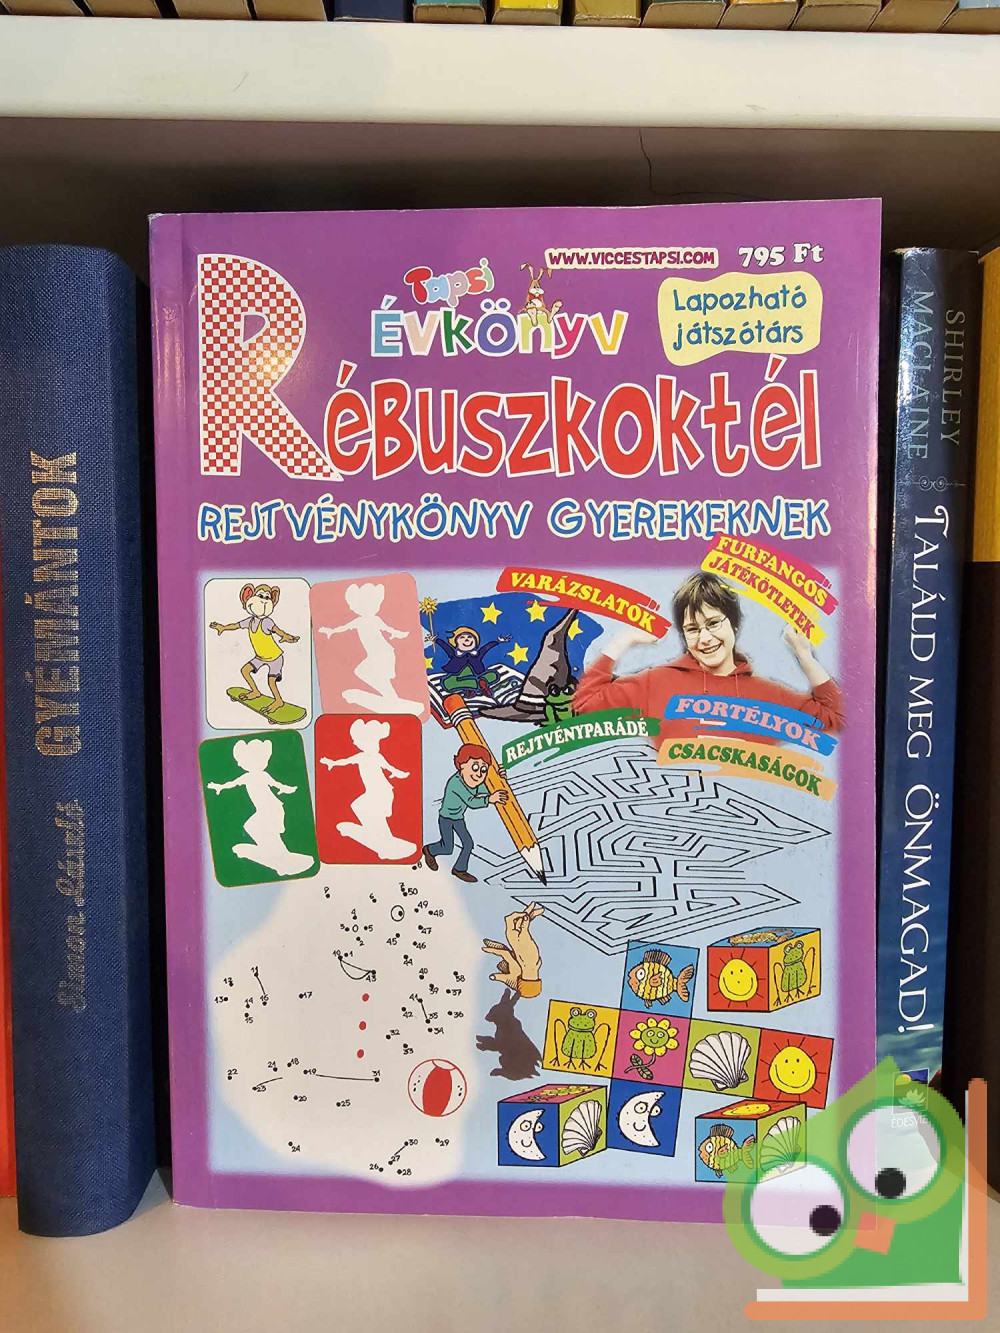 WWW.VICCESTAPSI.COM
795 Ft
Tapsi
ÉVKÖNYV
Lapozható
játszótárs
RÉBUSZKOKTÉL
REJTVÉNYKÖNYV GYEREKEKNEK
FURFANGOS
JÁTÉKÖTLETEK
VARÁZSLATOK
FORTÉLYOK
REJTVÉNYPARÁDÉ
CSACSKASÁGOK
GYÉMÁNTOK
Simon László
SHIRLEY
MACLAINE
TALÁLD MEG ÖNMAGAD!
ÉDESVÍZ